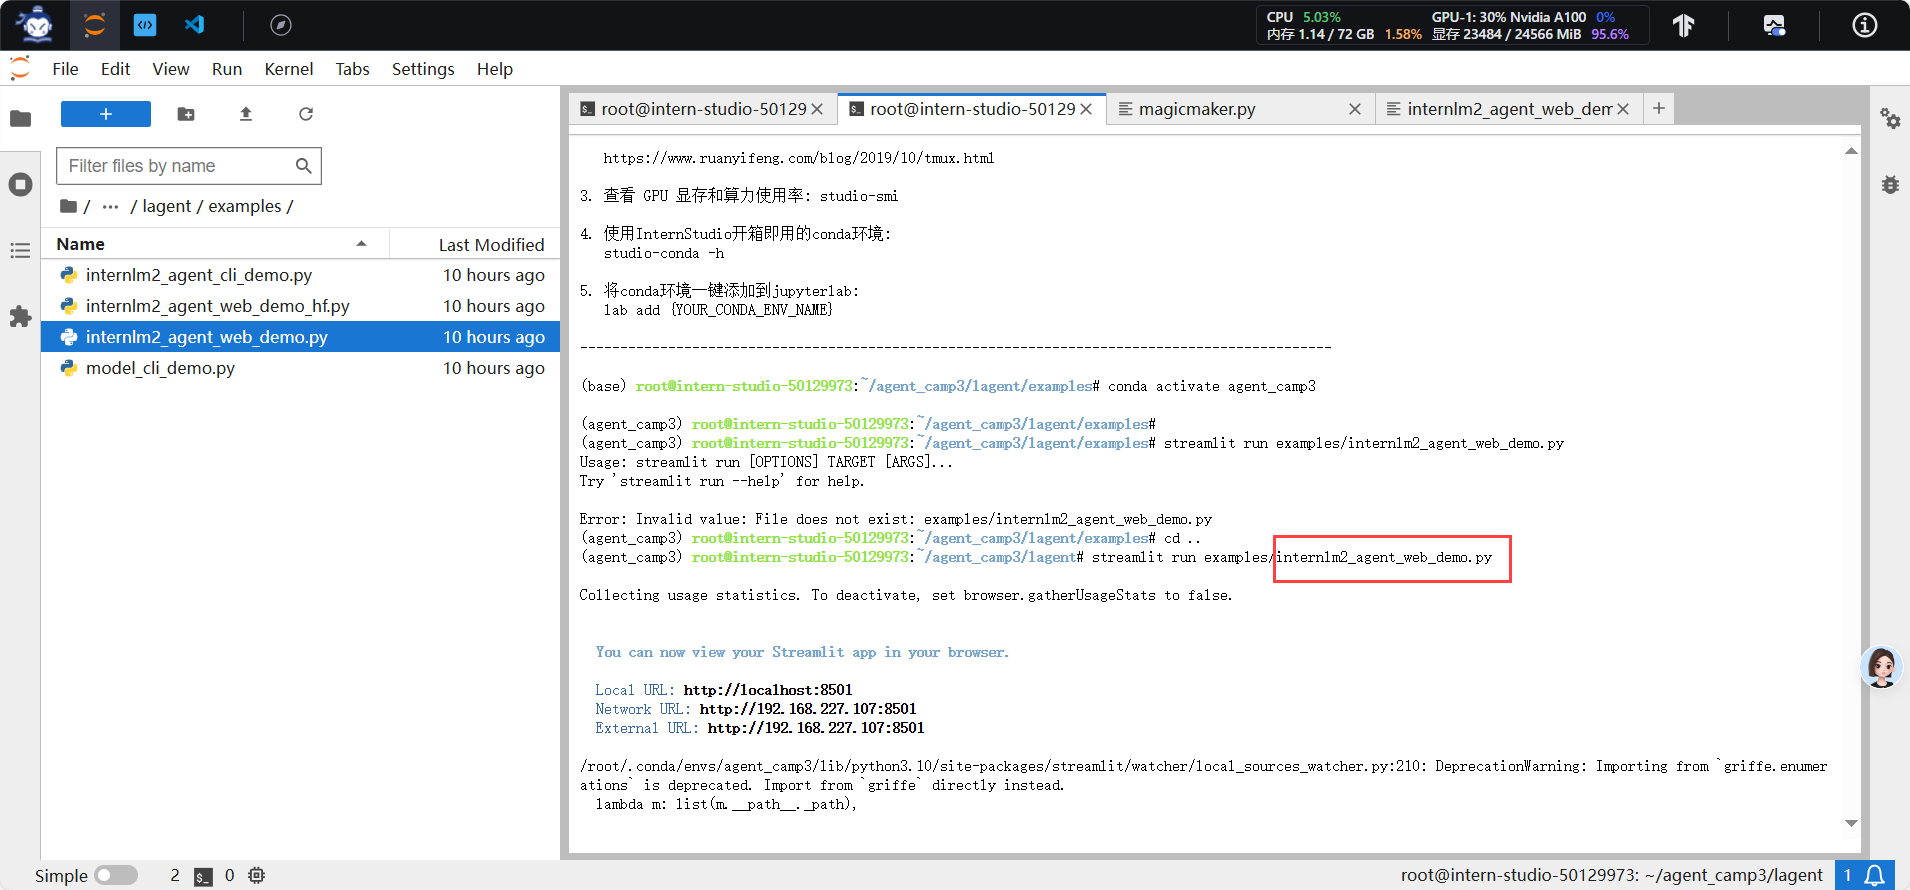 CPU 5.03% GPU-1: 30% Nvidia A100 0%
内存 1.14 / 72 GB 1.58% 显存 23484 / 24566 MiB 95.6%
File Edit View Run Kernel Tabs Settings Help
root@intern-studio-50129
root@intern-studio-50129
magicmaker.py
internlm2_agent_web_dem
Filter files by name
/ ··· / lagent / examples /
Name Last Modified
internlm2_agent_cli_demo.py 10 hours ago
internlm2_agent_web_demo_hf.py 10 hours ago
internlm2_agent_web_demo.py 10 hours ago
model_cli_demo.py 10 hours ago
https://www.ruanyifeng.com/blog/2019/10/tmux.html
3. 查看 GPU 显存和算力使用率: studio-smi
4. 使用InternStudio开箱即用的conda环境:
studio-conda -h
5. 将conda环境一键添加到jupyterlab:
lab add {YOUR_CONDA_ENV_NAME}
----------------------------------------------------------------------------------------------
(base) root@intern-studio-50129973:~/agent_camp3/lagent/examples# conda activate agent_camp3
(agent_camp3) root@intern-studio-50129973:~/agent_camp3/lagent/examples#
(agent_camp3) root@intern-studio-50129973:~/agent_camp3/lagent/examples# streamlit run examples/internlm2_agent_web_demo.py
Usage: streamlit run [OPTIONS] TARGET [ARGS]...
Try 'streamlit run --help' for help.
Error: Invalid value: File does not exist: examples/internlm2_agent_web_demo.py
(agent_camp3) root@intern-studio-50129973:~/agent_camp3/lagent/examples# cd ..
(agent_camp3) root@intern-studio-50129973:~/agent_camp3/lagent# streamlit run examples/internlm2_agent_web_demo.py
Collecting usage statistics. To deactivate, set browser.gatherUsageStats to false.
You can now view your Streamlit app in your browser.
Local URL: http://localhost:8501
Network URL: http://192.168.227.107:8501
External URL: http://192.168.227.107:8501
/root/.conda/envs/agent_camp3/lib/python3.10/site-packages/streamlit/watcher/local_sources_watcher.py:210: DeprecationWarning: Importing from `griffe.enumer
ations` is deprecated. Import from `griffe` directly instead.
lambda m: list(m.__path__._path),
Simple 2 0
root@intern-studio-50129973: ~/agent_camp3/lagent 1